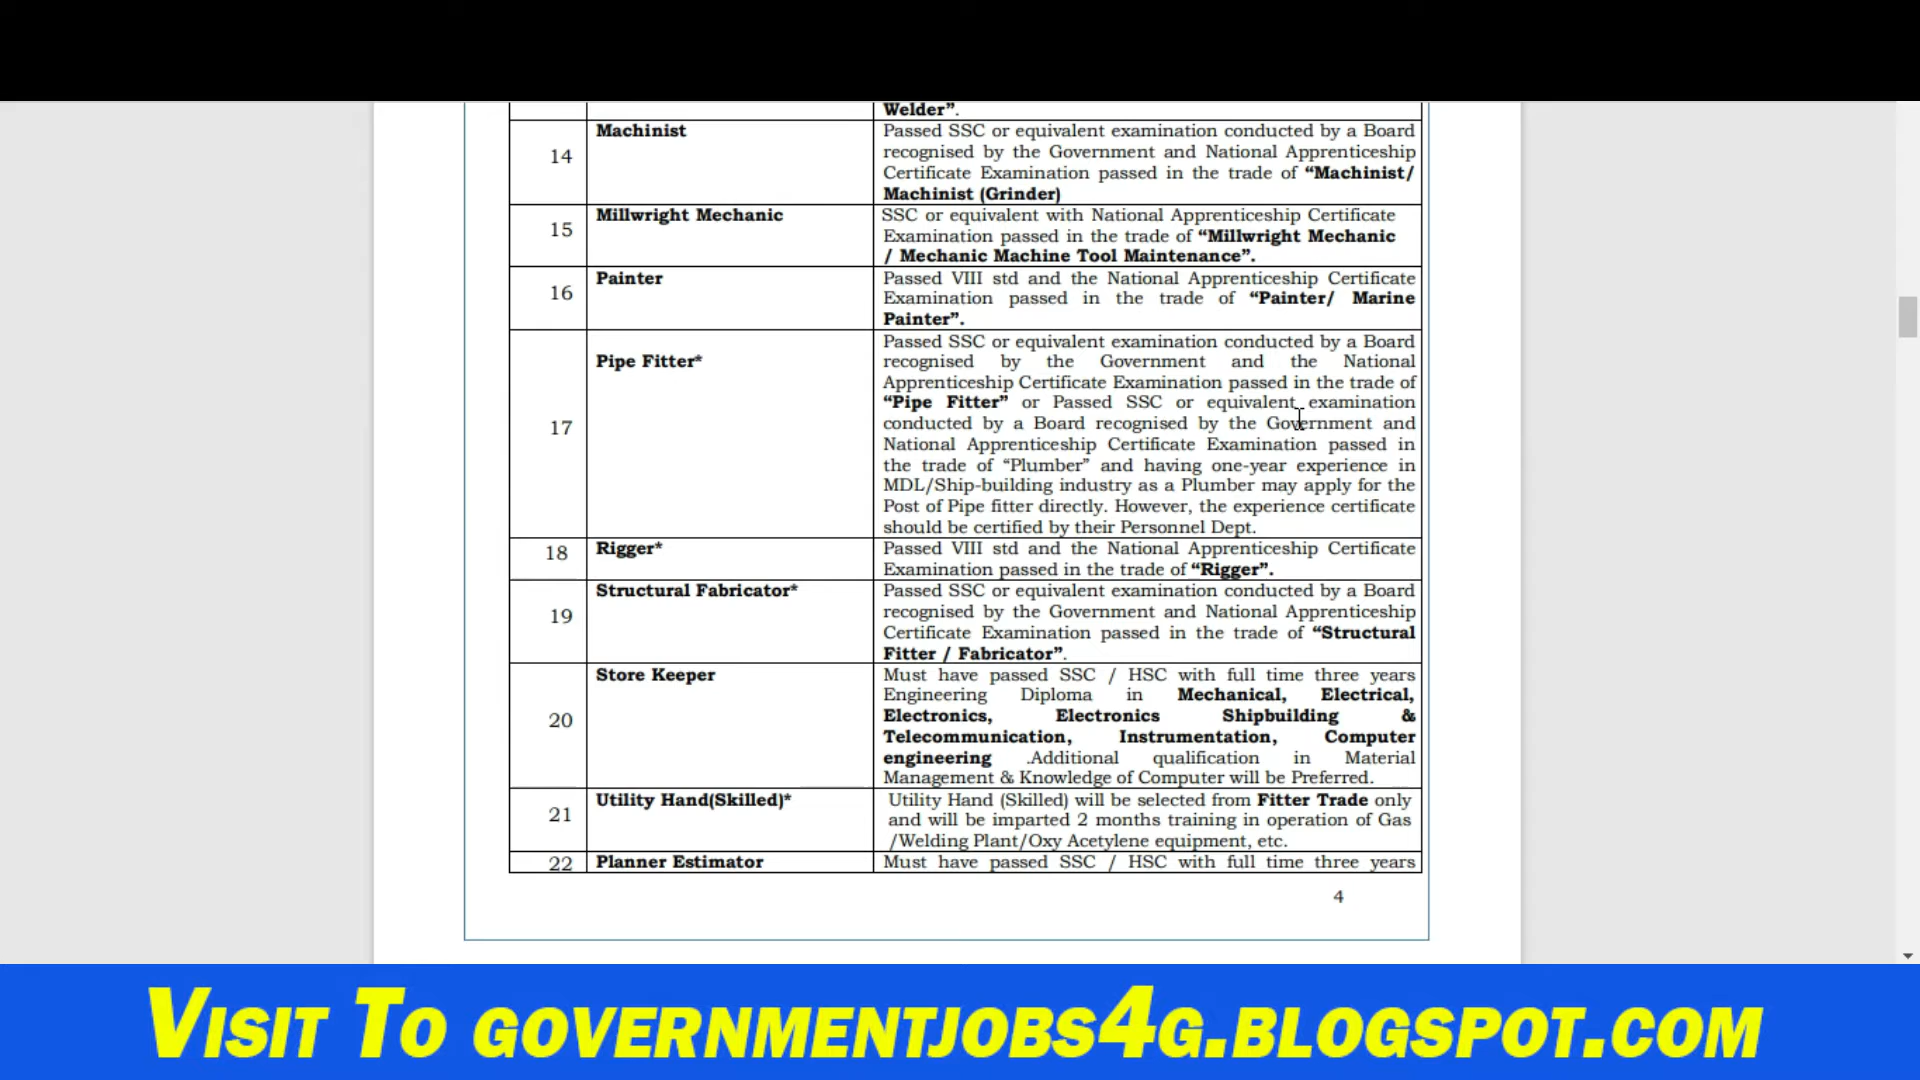 Welder”.
14
Machinist
Passed SSC or equivalent examination conducted by a Board
recognised by the Government and National Apprenticeship
Certificate Examination passed in the trade of “Machinist/
Machinist (Grinder)
15
Millwright Mechanic
SSC or equivalent with National Apprenticeship Certificate
Examination passed in the trade of “Millwright Mechanic
/ Mechanic Machine Tool Maintenance”.
16
Painter
Passed VIII std and the National Apprenticeship Certificate
Examination passed in the trade of “Painter/ Marine
Painter”.
17
Pipe Fitter*
Passed SSC or equivalent examination conducted by a Board
recognised by the Government and the National
Apprenticeship Certificate Examination passed in the trade of
“Pipe Fitter” or Passed SSC or equivalent examination
conducted by a Board recognised by the Government and
National Apprenticeship Certificate Examination passed in
the trade of “Plumber” and having one-year experience in
MDL/Ship-building industry as a Plumber may apply for the
Post of Pipe fitter directly. However, the experience certificate
should be certified by their Personnel Dept.
18
Rigger*
Passed VIII std and the National Apprenticeship Certificate
Examination passed in the trade of “Rigger”.
19
Structural Fabricator*
Passed SSC or equivalent examination conducted by a Board
recognised by the Government and National Apprenticeship
Certificate Examination passed in the trade of “Structural
Fitter / Fabricator”.
20
Store Keeper
Must have passed SSC / HSC with full time three years
Engineering Diploma in Mechanical, Electrical,
Electronics, Electronics Shipbuilding &
Telecommunication, Instrumentation, Computer
engineering .Additional qualification in Material
Management & Knowledge of Computer will be Preferred.
21
Utility Hand(Skilled)*
Utility Hand (Skilled) will be selected from Fitter Trade only
and will be imparted 2 months training in operation of Gas
/Welding Plant/Oxy Acetylene equipment, etc.
22
Planner Estimator
Must have passed SSC / HSC with full time three years
4
VISIT TO GOVERNMENTJOBS4G.BLOGSPOT.COM